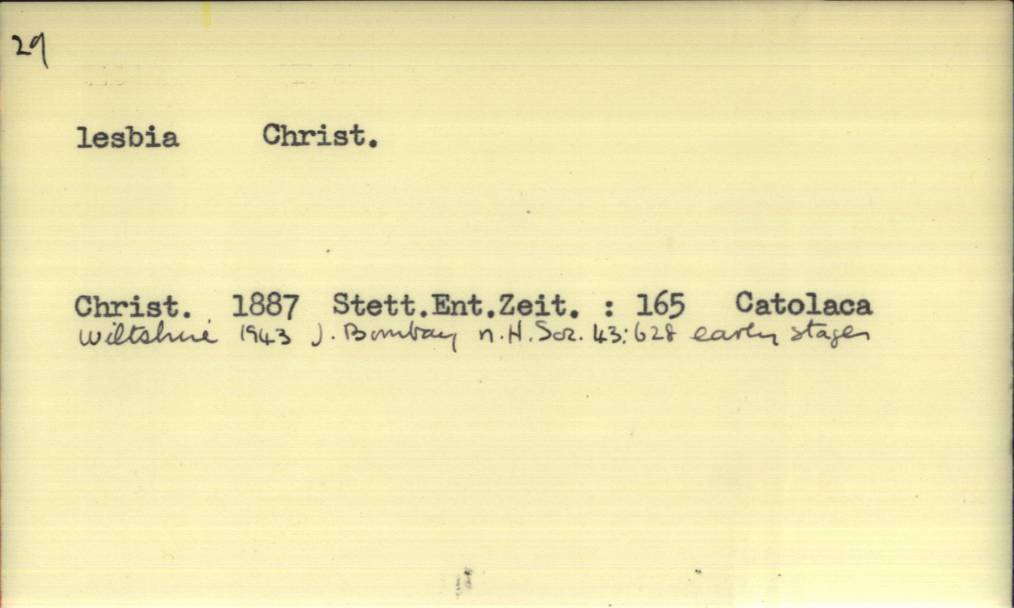 29
lesbia Christ.
Christ. 1887 Stett.Ent.Zeit. : 165 Catolaca
Wiltshire 1943 J. Bombay n.H.Soc. 43:628 early stages